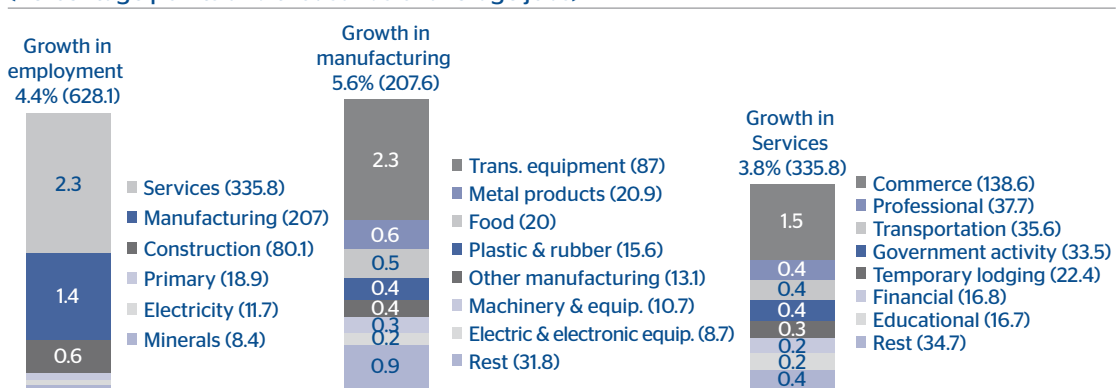 Growth in
employment
4.4% (628.1)
2.3
1.4
0.6
Services (335.8)
Manufacturing (207)
Construction (80.1)
Primary (18.9)
Electricity (11.7)
Minerals (8.4)
Growth in
manufacturing
5.6% (207.6)
2.3
0.6
0.5
0.4
0.4
0.3
0.2
0.9
Trans. equipment (87)
Metal products (20.9)
Food (20)
Plastic & rubber (15.6)
Other manufacturing (13.1)
Machinery & equip. (10.7)
Electric & electronic equip. (8.7)
Rest (31.8)
Growth in
Services
3.8% (335.8)
1.5
0.4
0.4
0.4
0.3
0.2
0.2
0.4
Commerce (138.6)
Professional (37.7)
Transportation (35.6)
Government activity (33.5)
Temporary lodging (22.4)
Financial (16.8)
Educational (16.7)
Rest (34.7)